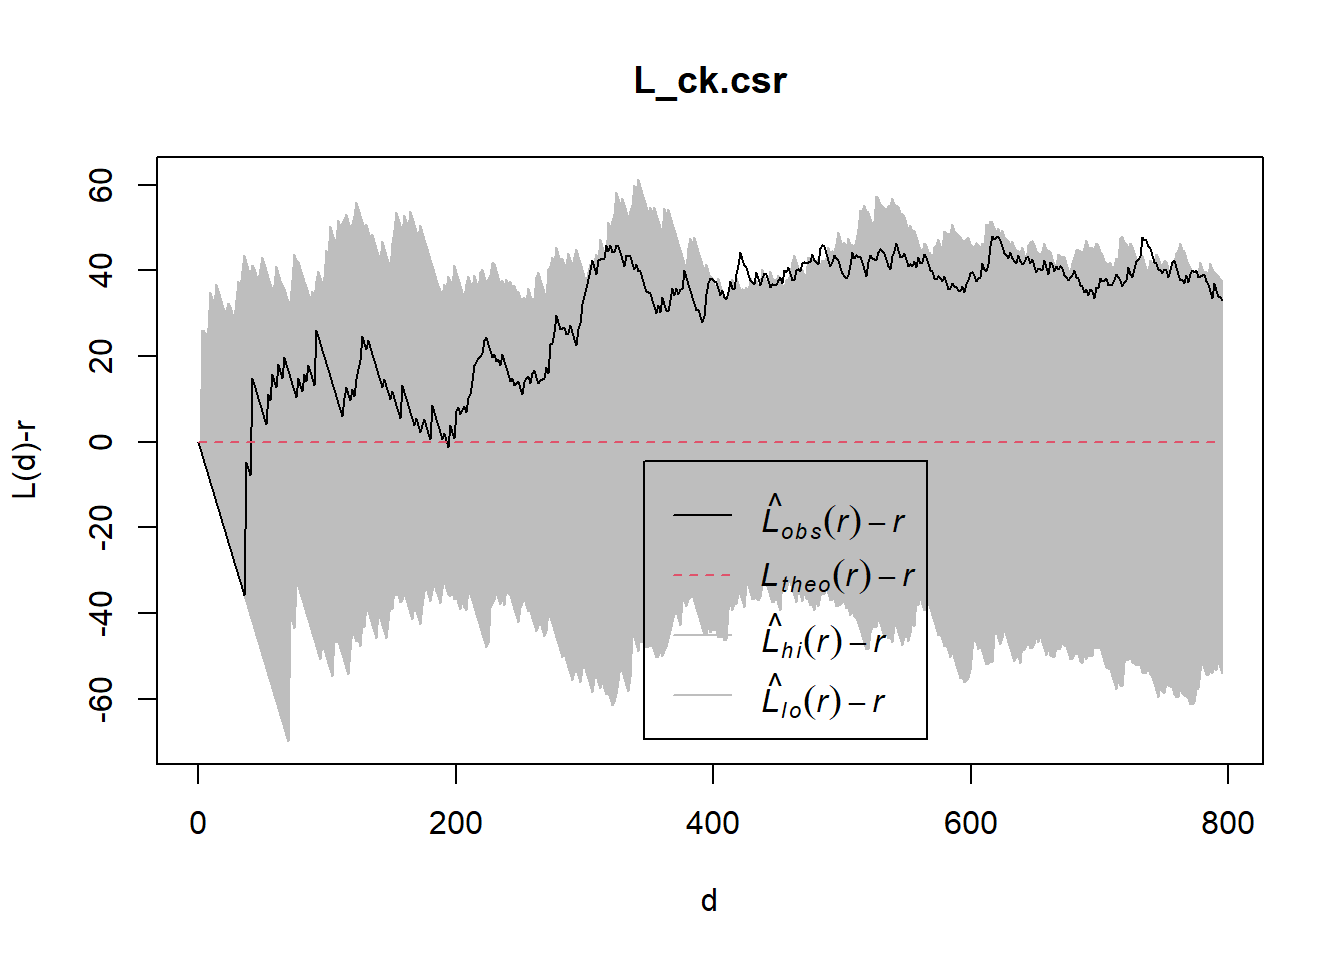 L_ck.csr
L(d)-r
60
40
20
0
-20
-40
-60
L̂obs(r) – r
Ltheo(r) – r
L̂hi(r) – r
L̂lo(r) – r
0 200 400 600 800
d